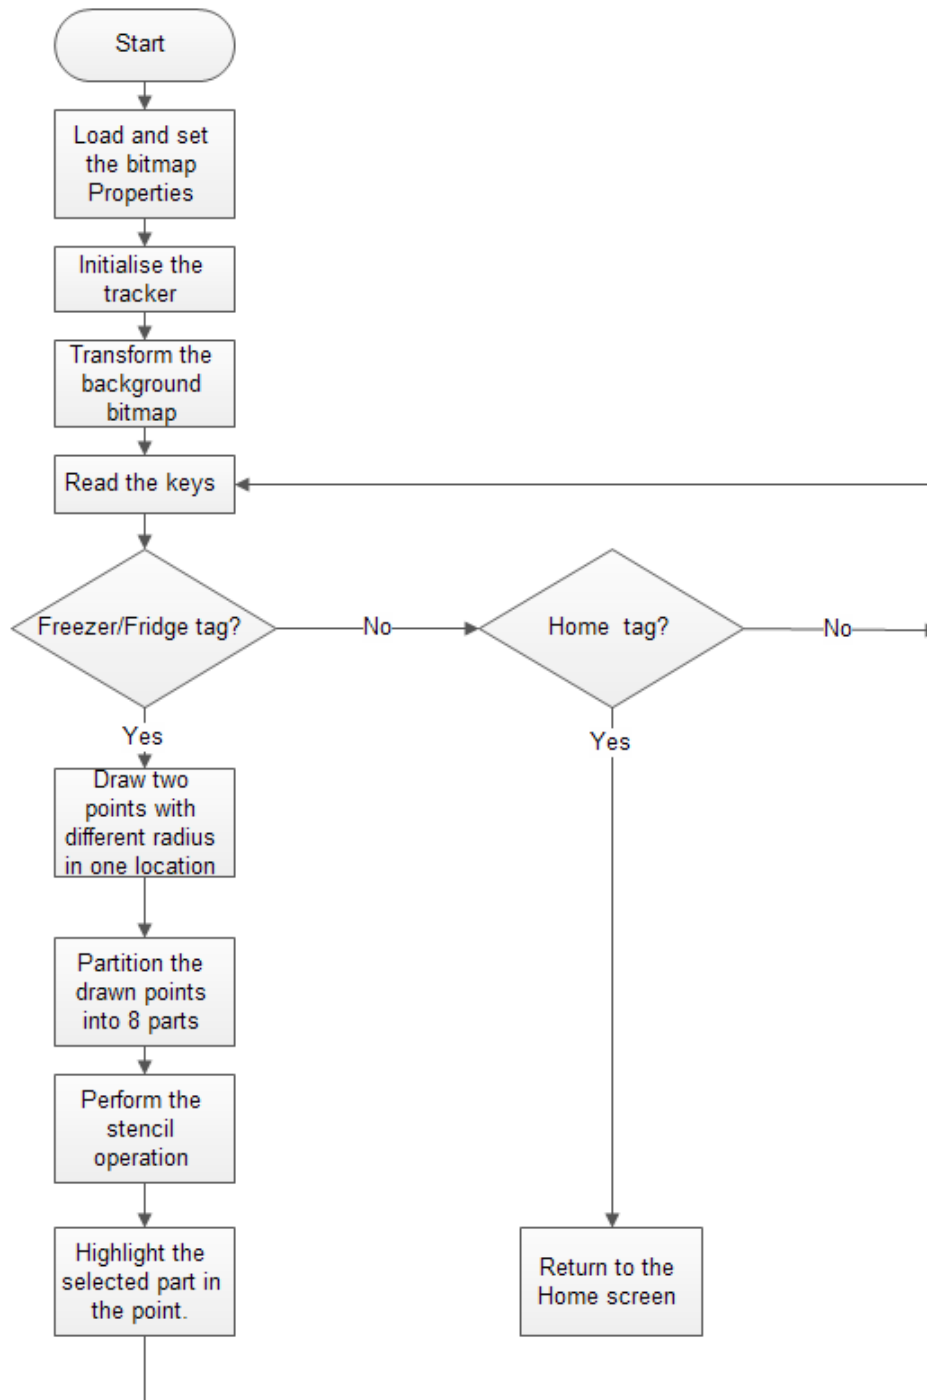 Start
Load and set
the bitmap
Properties
Initialise the
tracker
Transform the
background
bitmap
Read the keys
Freezer/Fridge tag?
No
Home tag?
No
Yes
Yes
Draw two
points with
different radius
in one location
Partition the
drawn points
into 8 parts
Perform the
stencil
operation
Highlight the
selected part in
the point.
Return to the
Home screen